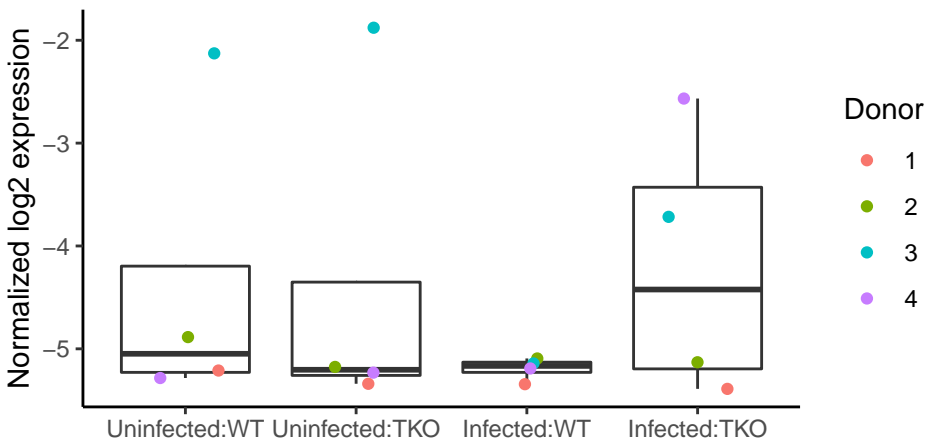 Normalized log2 expression
−2
−3
−4
−5
Uninfected:WT
Uninfected:TKO
Infected:WT
Infected:TKO
Donor
1
2
3
4